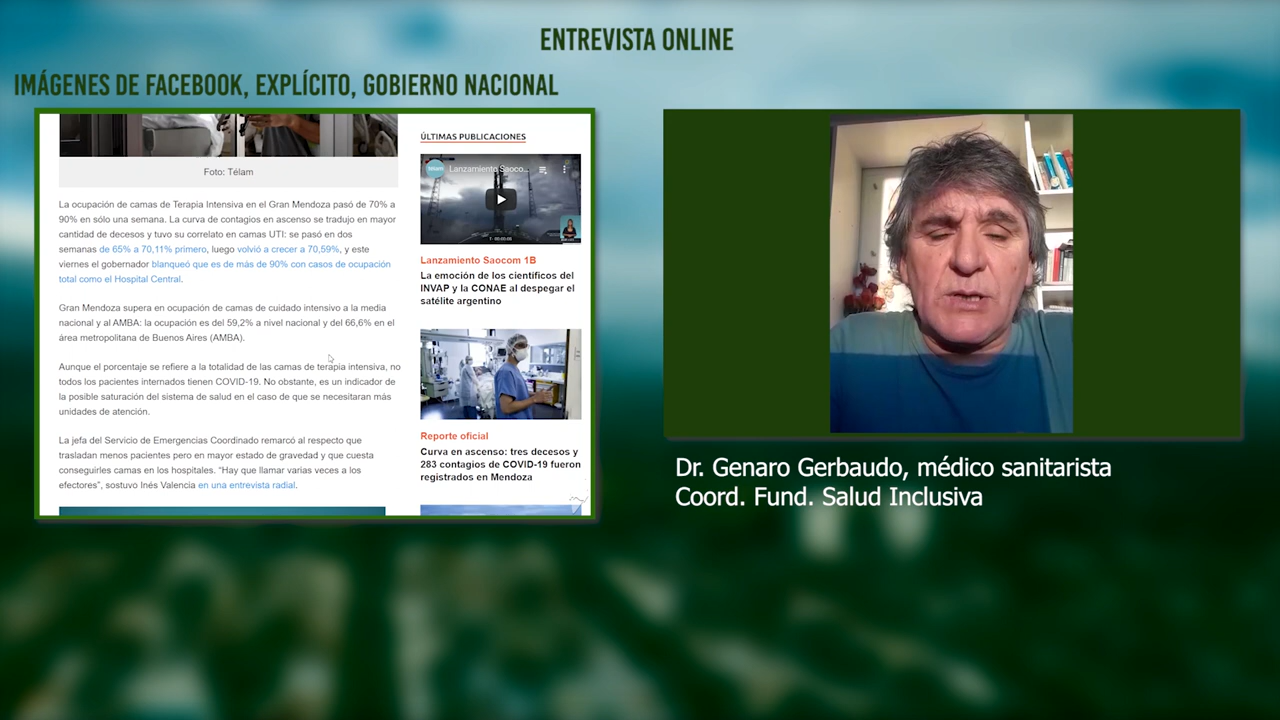 ENTREVISTA ONLINE
IMÁGENES DE FACEBOOK, EXPLÍCITO, GOBIERNO NACIONAL
Foto: Télam
La ocupación de camas de Terapia Intensiva en el Gran Mendoza pasó de 70% a
90% en sólo una semana. La curva de contagios en ascenso se tradujo en mayor
cantidad de decesos y tuvo su correlato en camas UTI: se pasó en dos
semanas de 65% a 70,11% primero, luego volvió a crecer a 70,59%, y este
viernes el gobernador blanqueó que es de más de 90% con casos de ocupación
total como el Hospital Central.
Gran Mendoza supera en ocupación de camas de cuidado intensivo a la media
nacional y al AMBA: la ocupación es del 59,2% a nivel nacional y del 66,6% en el
área metropolitana de Buenos Aires (AMBA).
Aunque el porcentaje se refiere a la totalidad de las camas de terapia intensiva, no
todos los pacientes internados tienen COVID-19. No obstante, es un indicador de
la posible saturación del sistema de salud en el caso de que se necesitaran más
unidades de atención.
La jefa del Servicio de Emergencias Coordinado remarcó al respecto que
trasladan menos pacientes pero en mayor estado de gravedad y que cuesta
conseguirles camas en los hospitales. “Hay que llamar varias veces a los
efectores”, sostuvo Inés Valencia en una entrevista radial.
ÚLTIMAS PUBLICACIONES
Lanzamiento Saoco...
Lanzamiento Saocom 1B
La emoción de los científicos del
INVAP y la CONAE al despegar el
satélite argentino
Reporte oficial
Curva en ascenso: tres decesos y
283 contagios de COVID-19 fueron
registrados en Mendoza
Dr. Genaro Gerbaudo, médico sanitarista
Coord. Fund. Salud Inclusiva